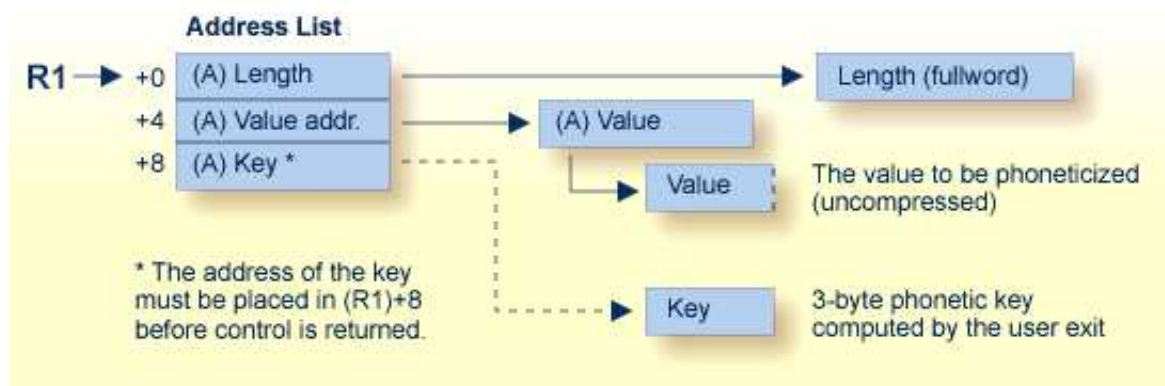 Address List
R1
+0
(A) Length
Length (fullword)
+4
(A) Value addr.
(A) Value
+8
(A) Key *
Value
The value to be phoneticized
(uncompressed)
* The address of the key
must be placed in (R1)+8
before control is returned.
Key
3-byte phonetic key
computed by the user exit